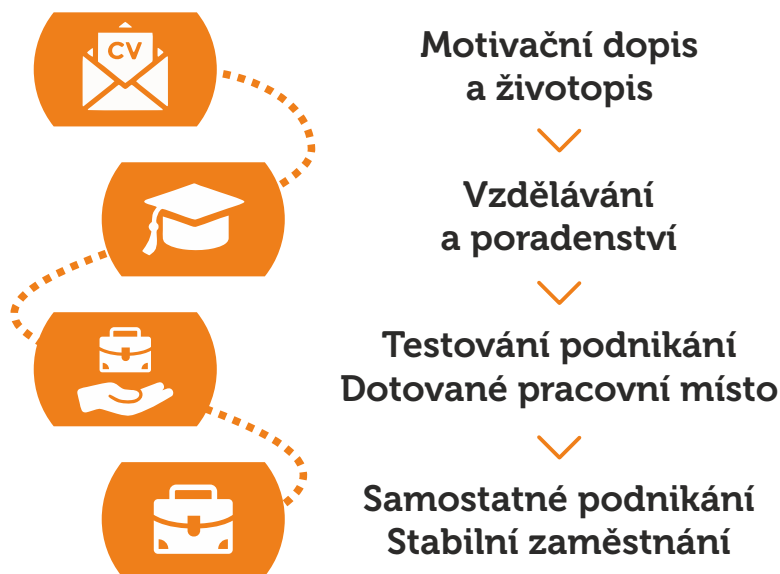 CV
Motivační dopis
a životopis
Vzdělávání
a poradenství
Testování podnikání
Dotované pracovní místo
Samostatné podnikání
Stabilní zaměstnání